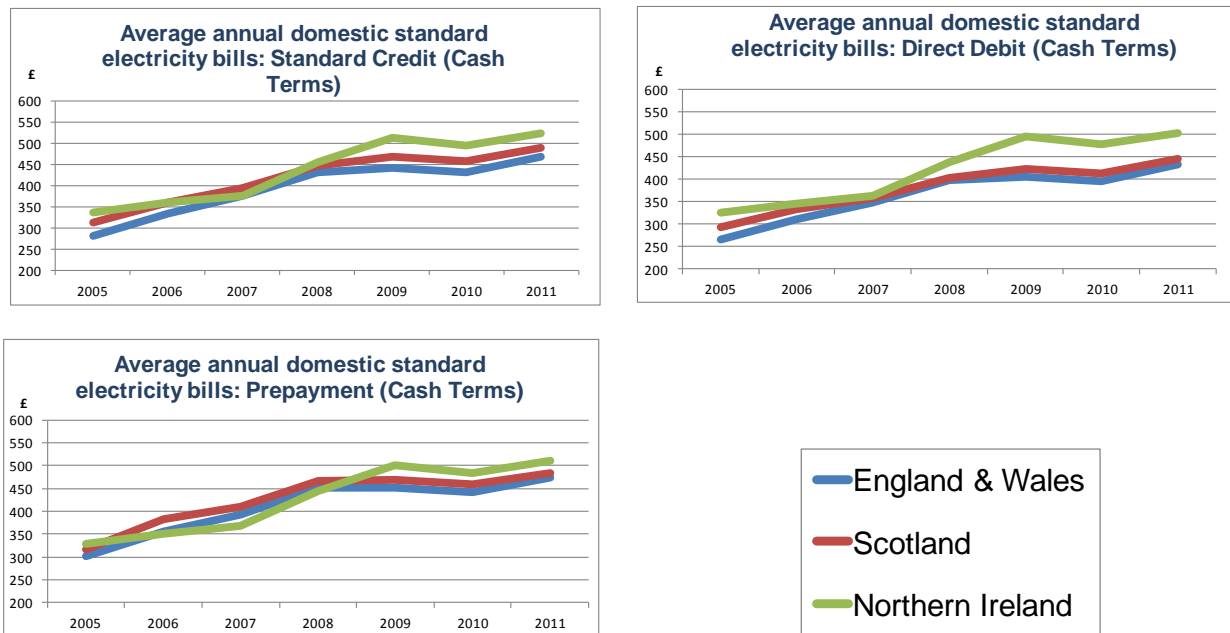 Average annual domestic standard
electricity bills: Standard Credit (Cash
Terms)
£
600
550
500
450
400
350
300
250
200
2005 2006 2007 2008 2009 2010 2011
Average annual domestic standard
electricity bills: Direct Debit (Cash Terms)
£
600
550
500
450
400
350
300
250
200
2005 2006 2007 2008 2009 2010 2011
Average annual domestic standard
electricity bills: Prepayment (Cash Terms)
£
600
550
500
450
400
350
300
250
200
2005 2006 2007 2008 2009 2010 2011
England & Wales
Scotland
Northern Ireland